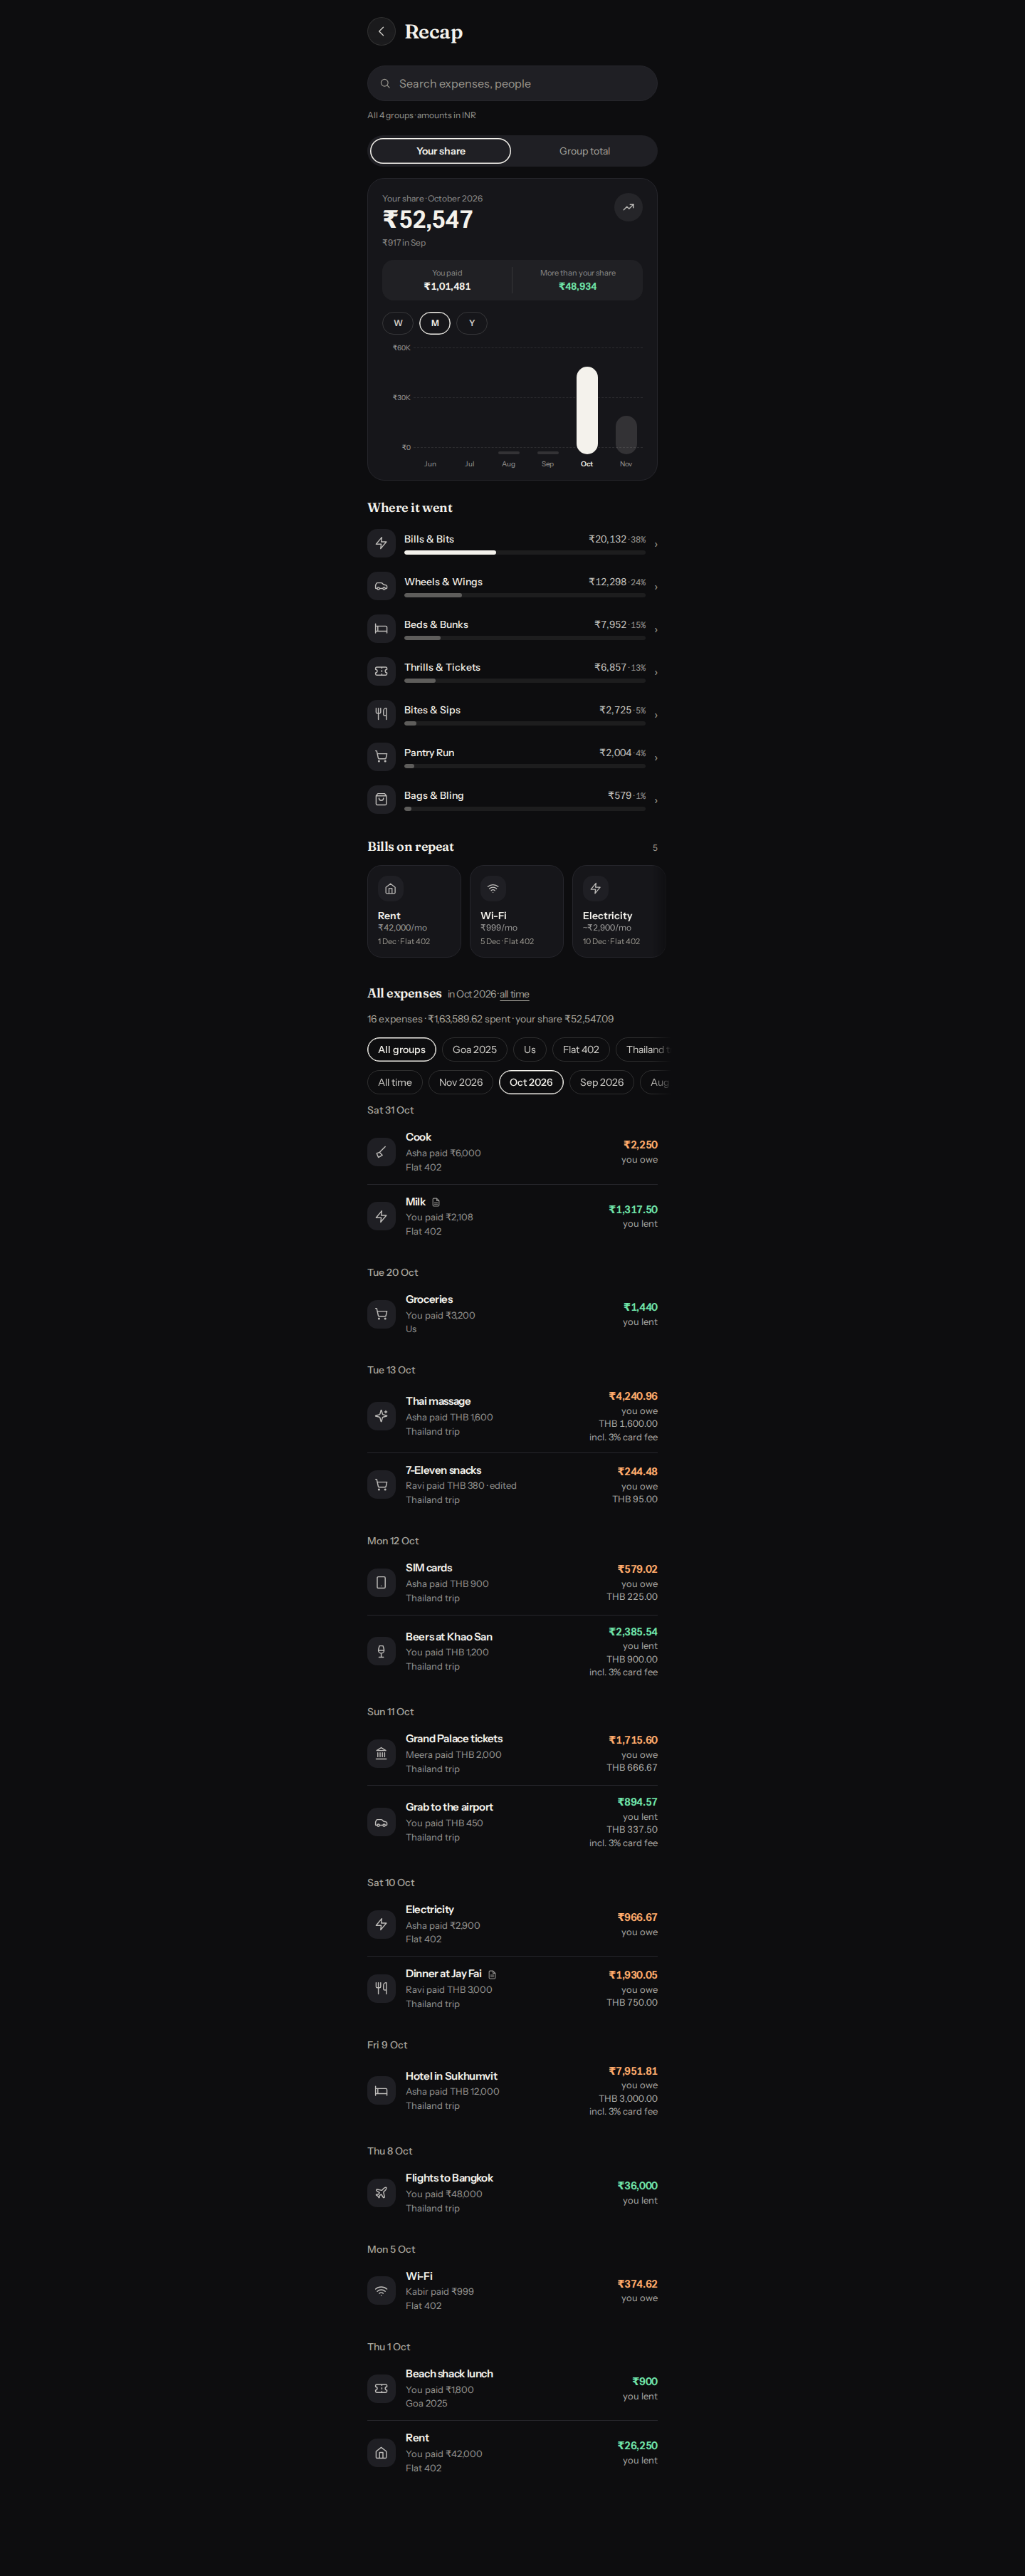 Recap
Search expenses, people
All 4 groups · amounts in INR
Your share
Group total
Your share · October 2026
₹52,547
₹917 in Sep
You paid
₹1,01,481
More than your share
₹48,934
W
M
Y
₹60K
₹30K
₹0
Jun
Jul
Aug
Sep
Oct
Nov
Where it went
Bills & Bits
₹20,132 · 38%
Wheels & Wings
₹12,298 · 24%
Beds & Bunks
₹7,952 · 15%
Thrills & Tickets
₹6,857 · 13%
Bites & Sips
₹2,725 · 5%
Pantry Run
₹2,004 · 4%
Bags & Bling
₹579 · 1%
Bills on repeat
5
Rent
₹42,000/mo
1 Dec · Flat 402
Wi-Fi
₹999/mo
5 Dec · Flat 402
Electricity
~₹2,900/mo
10 Dec · Flat 402
All expenses in Oct 2026 · all time
16 expenses · ₹1,63,589.62 spent · your share ₹52,547.09
All groups
Goa 2025
Us
Flat 402
Thailand
All time
Nov 2026
Oct 2026
Sep 2026
Aug
Sat 31 Oct
Cook
Asha paid ₹6,000
Flat 402
₹2,250
you owe
Milk
You paid ₹2,108
Flat 402
₹1,317.50
you lent
Tue 20 Oct
Groceries
You paid ₹3,200
Us
₹1,440
you lent
Tue 13 Oct
Thai massage
Asha paid THB 1,600
Thailand trip
₹4,240.96
you owe
THB 1,600.00
incl. 3% card fee
7-Eleven snacks
Ravi paid THB 380 · edited
Thailand trip
₹244.48
you owe
THB 95.00
Mon 12 Oct
SIM cards
Asha paid THB 900
Thailand trip
₹579.02
you owe
THB 225.00
Beers at Khao San
You paid THB 1,200
Thailand trip
₹2,385.54
you lent
THB 900.00
incl. 3% card fee
Sun 11 Oct
Grand Palace tickets
Meera paid THB 2,000
Thailand trip
₹1,715.60
you owe
THB 666.67
Grab to the airport
You paid THB 450
Thailand trip
₹894.57
you lent
THB 337.50
incl. 3% card fee
Sat 10 Oct
Electricity
Asha paid ₹2,900
Flat 402
₹966.67
you owe
Dinner at Jay Fai
Ravi paid THB 3,000
Thailand trip
₹1,930.05
you owe
THB 750.00
Fri 9 Oct
Hotel in Sukhumvit
Asha paid THB 12,000
Thailand trip
₹7,951.81
you owe
THB 3,000.00
incl. 3% card fee
Thu 8 Oct
Flights to Bangkok
You paid ₹48,000
Thailand trip
₹36,000
you lent
Mon 5 Oct
Wi-Fi
Kabir paid ₹999
Flat 402
₹374.62
you owe
Thu 1 Oct
Beach shack lunch
You paid ₹1,800
Goa 2025
₹900
you lent
Rent
You paid ₹42,000
Flat 402
₹26,250
you lent